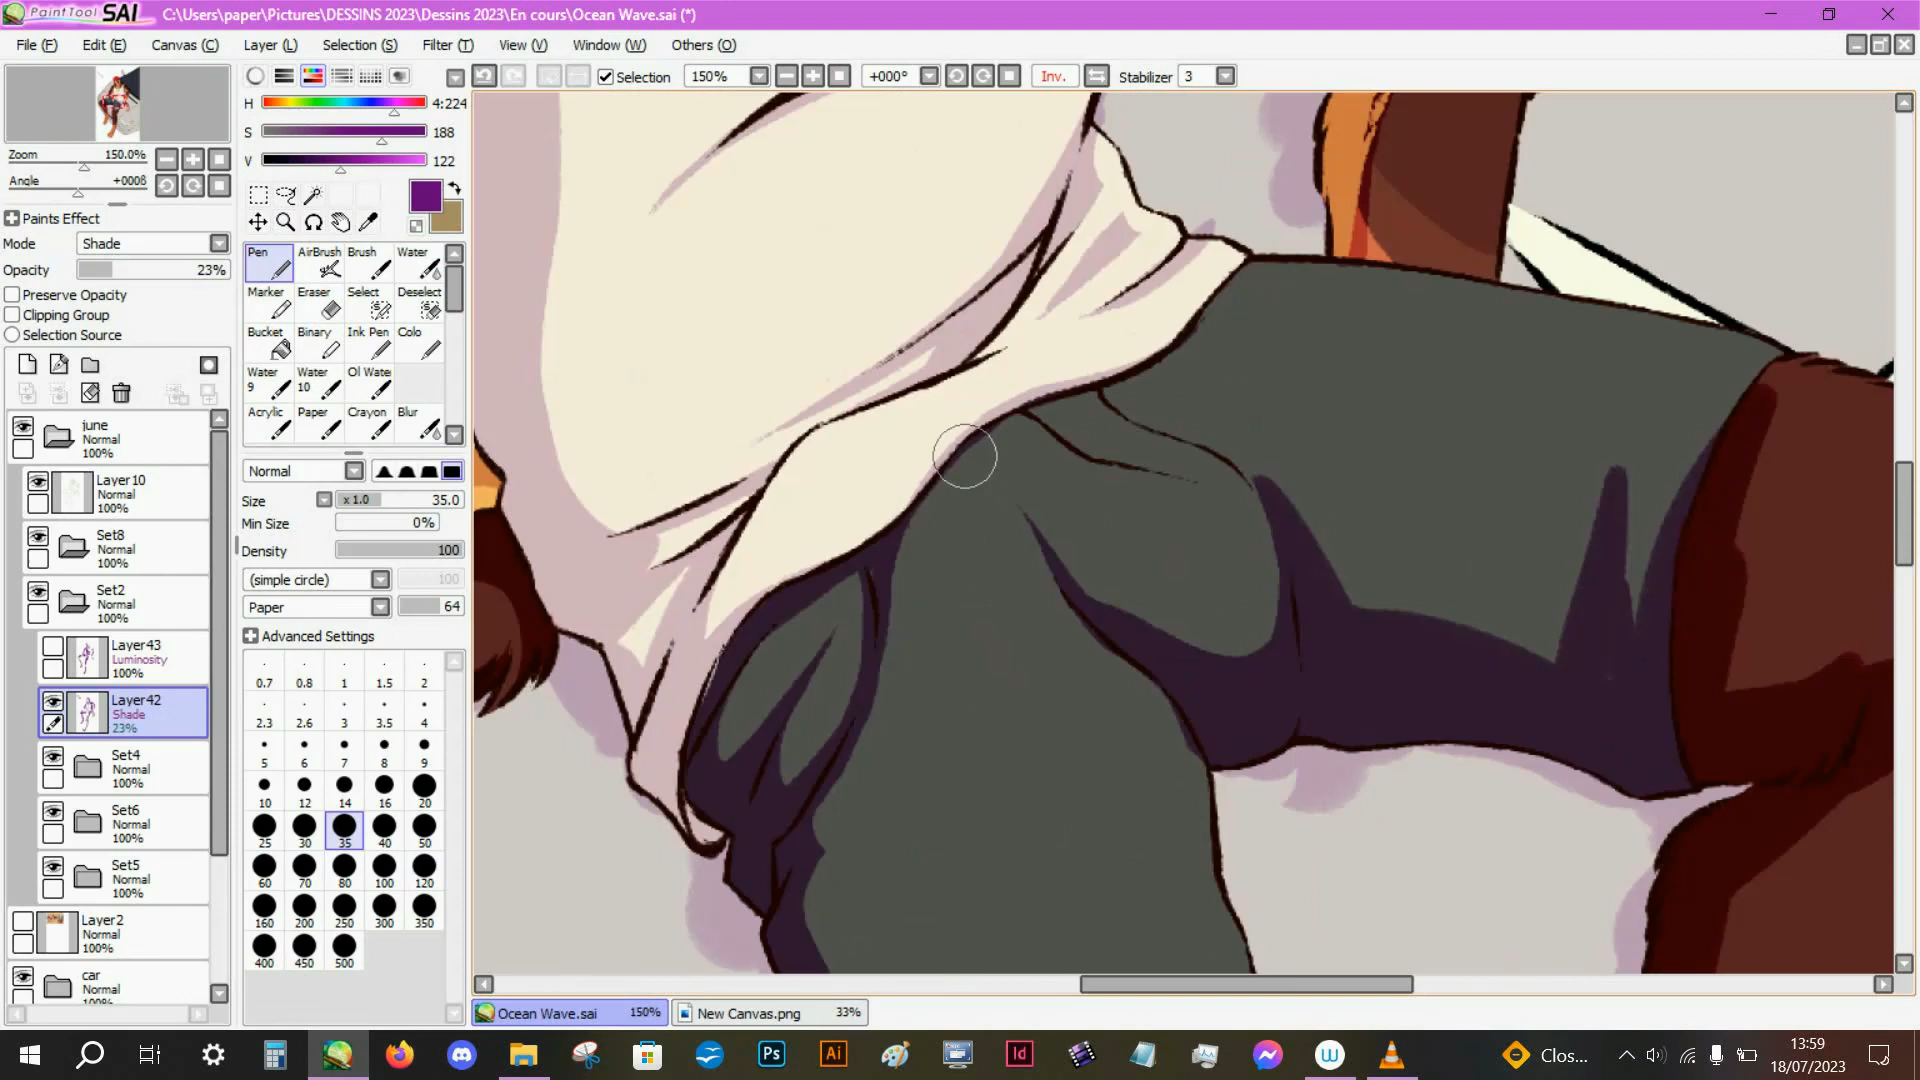 PaintTool SAI C:\Users\paper\Pictures\DESSINS 2023\Dessins 2023\En cours\Ocean Wave.sai (*)
File (F) Edit (E) Canvas (C) Layer (L) Selection (S) Filter (T) View (V) Window (W) Others (O)
Selection 150% +000° Inv. Stabilizer 3
Zoom 150.0%
Angle +0008
Paints Effect
Mode Shade
Opacity 23%
Preserve Opacity
Clipping Group
Selection Source
june
Normal
100%
Layer10
Normal
100%
Set8
Normal
100%
Set2
Normal
100%
Layer43
Luminosity
100%
Layer42
Shade
23%
Set4
Normal
100%
Set6
Normal
100%
Set5
Normal
100%
Layer2
Normal
100%
car
Normal
100%
H 4:224
S 188
V 122
Pen AirBrush Brush Water
Marker Eraser Select Deselect
Bucket Binary Ink Pen Colo
Water 9 Water 10 Ol Wate
Acrylic Paper Crayon Blur
Normal
Size x 1.0 35.0
Min Size 0%
Density 100
(simple circle) 100
Paper 64
Advanced Settings
0.7 0.8 1 1.5 2
2.3 2.6 3 3.5 4
5 6 7 8 9
10 12 14 16 20
25 30 35 40 50
60 70 80 100 120
160 200 250 300 350
400 450 500
Ocean Wave.sai 150% New Canvas.png 33%
Ps Ai Id W Clos...
13:59
18/07/2023